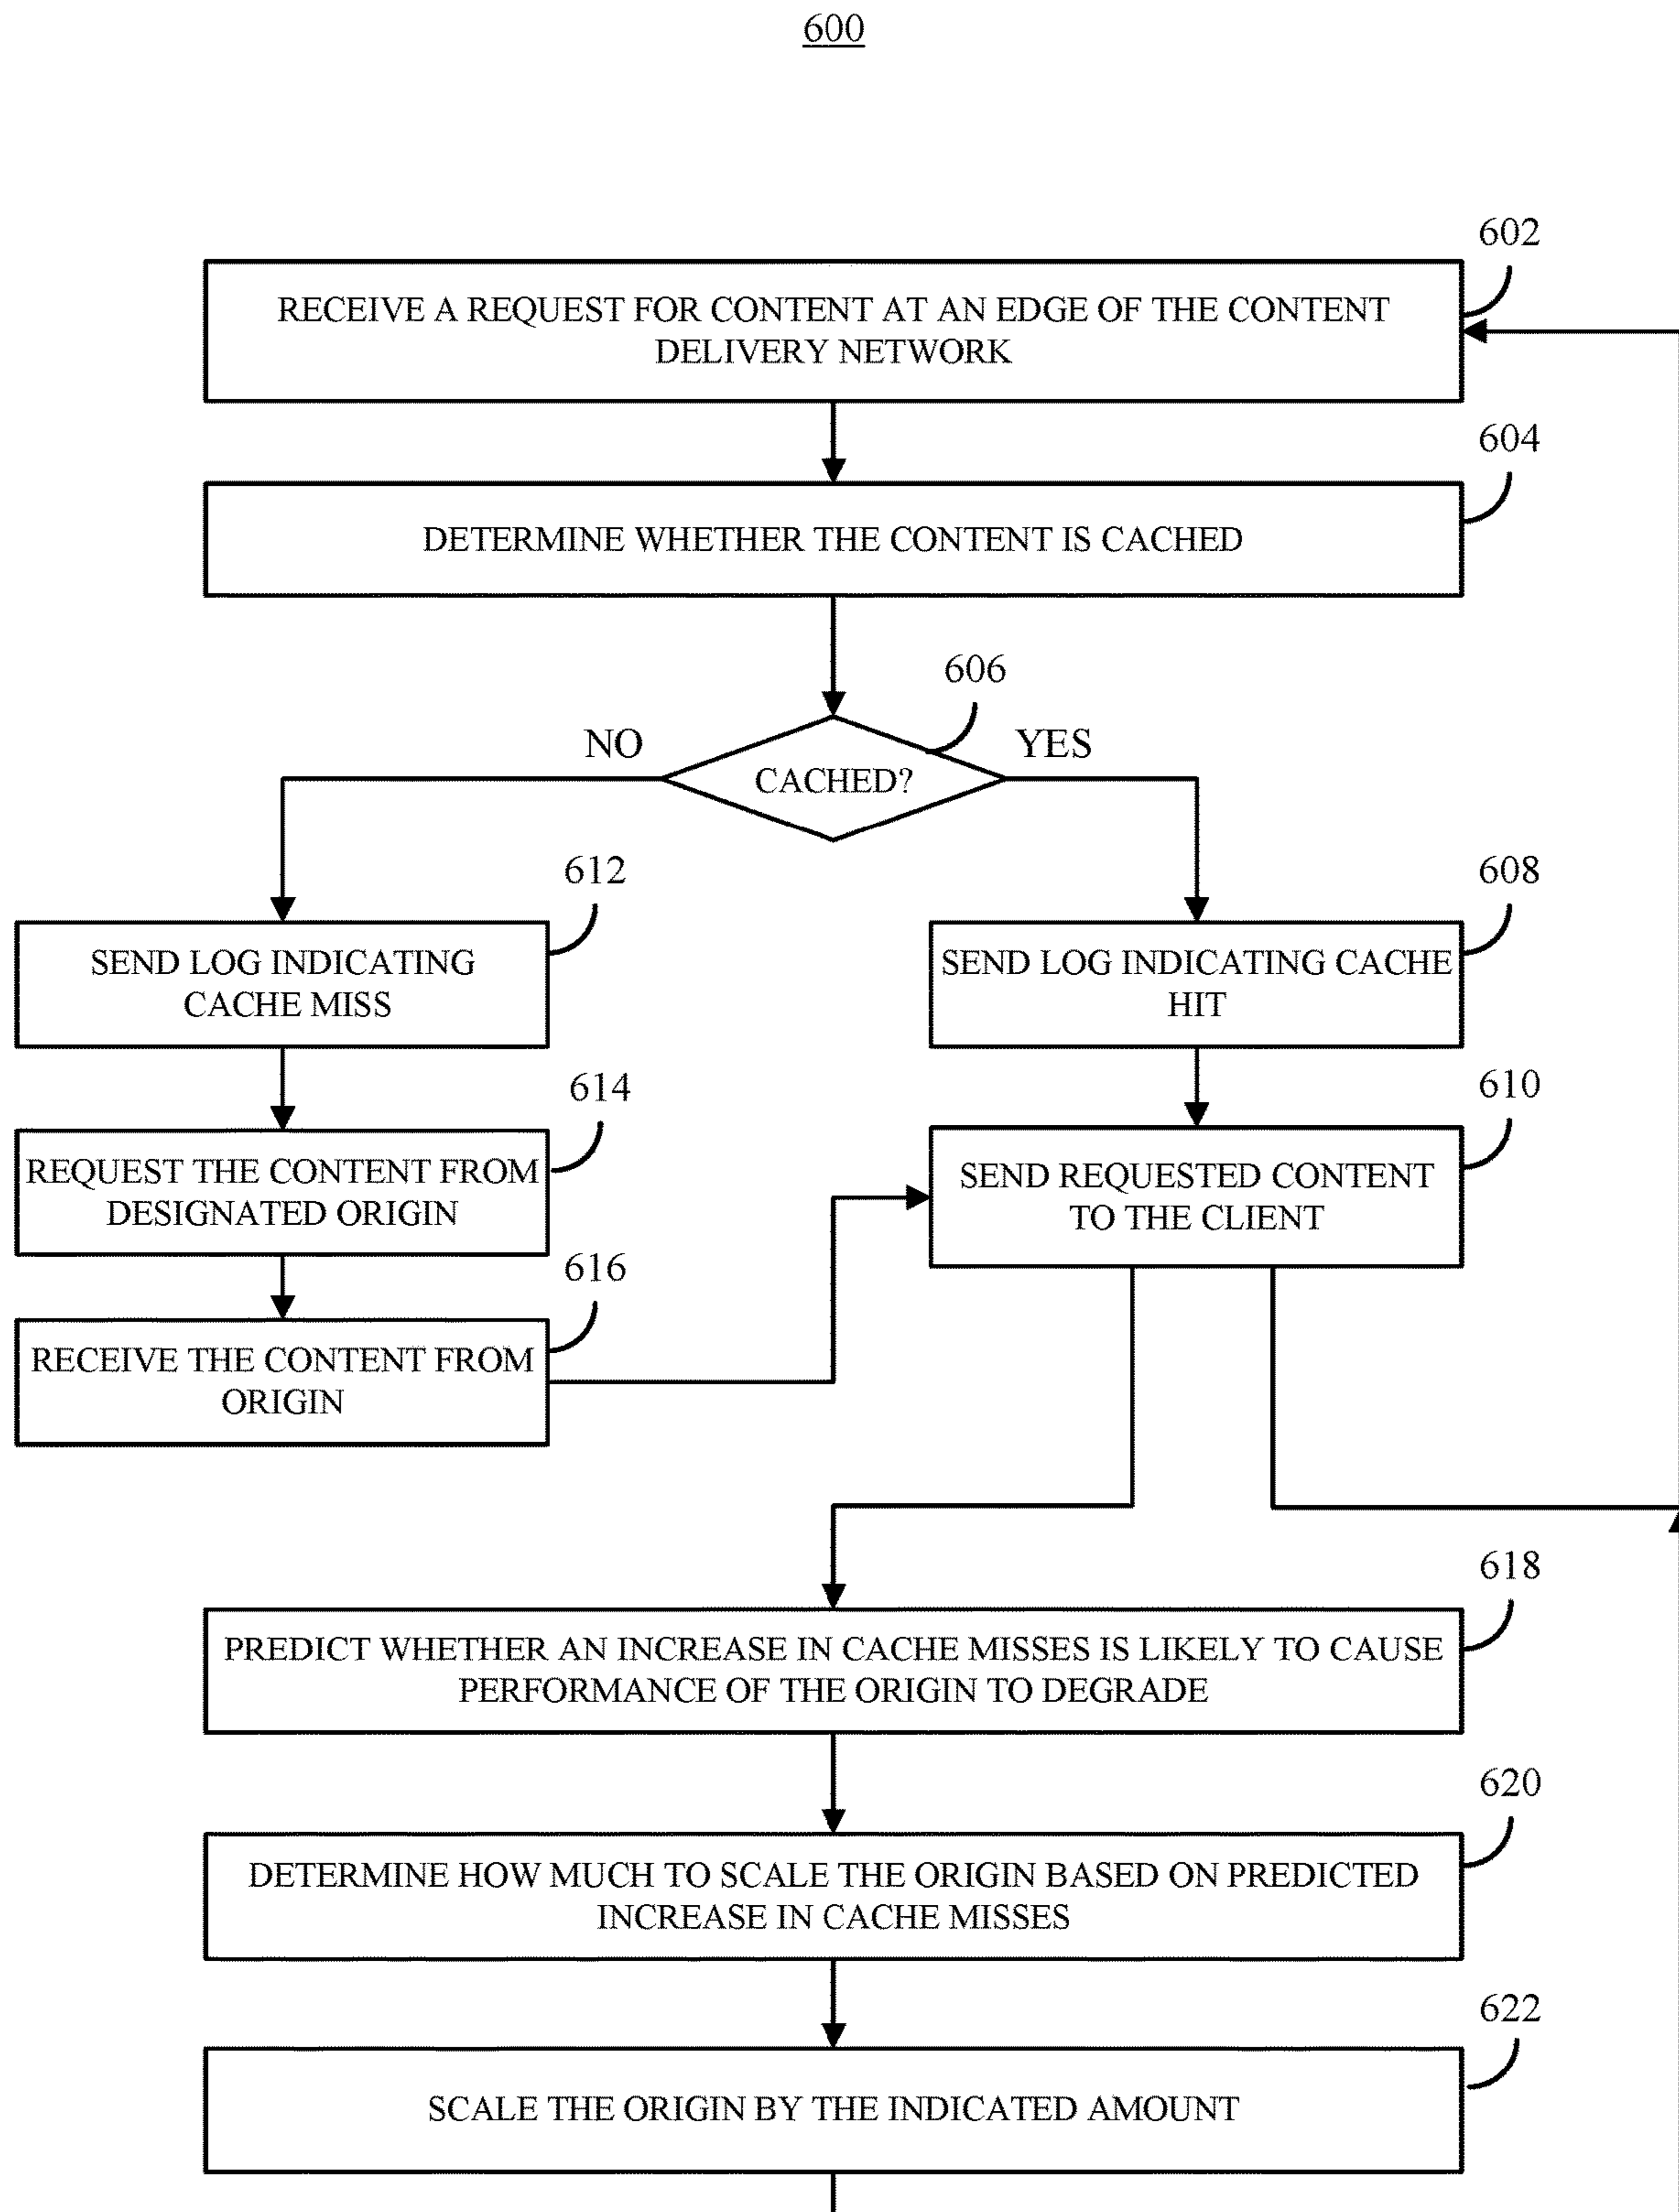 600
602
RECEIVE A REQUEST FOR CONTENT AT AN EDGE OF THE CONTENT
DELIVERY NETWORK
604
DETERMINE WHETHER THE CONTENT IS CACHED
606
NO
YES
CACHED?
612
608
SEND LOG INDICATING
CACHE MISS
SEND LOG INDICATING CACHE
HIT
614
610
REQUEST THE CONTENT FROM
DESIGNATED ORIGIN
SEND REQUESTED CONTENT
TO THE CLIENT
616
RECEIVE THE CONTENT FROM
ORIGIN
618
PREDICT WHETHER AN INCREASE IN CACHE MISSES IS LIKELY TO CAUSE
PERFORMANCE OF THE ORIGIN TO DEGRADE
620
DETERMINE HOW MUCH TO SCALE THE ORIGIN BASED ON PREDICTED
INCREASE IN CACHE MISSES
622
SCALE THE ORIGIN BY THE INDICATED AMOUNT